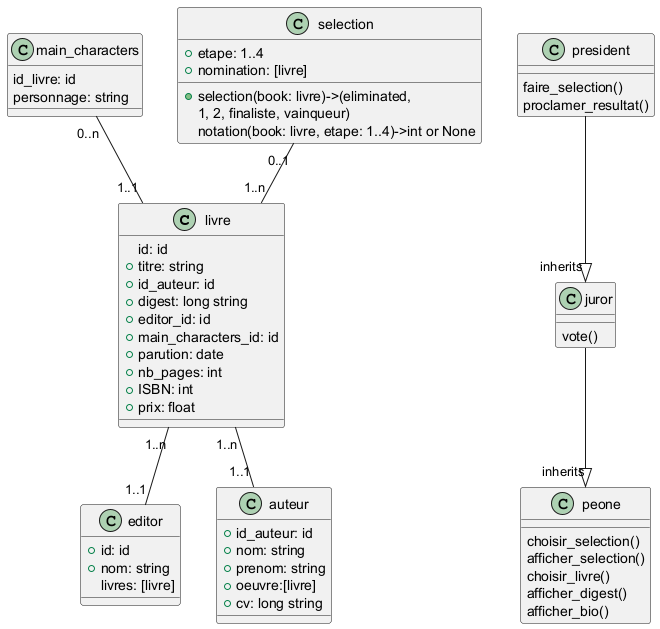 main_characters
id_livre: id
personnage: string
selection
etape: 1..4
nomination: [livre]
selection(book: livre)->(eliminated,
1, 2, finaliste, vainqueur)
notation(book: livre, etape: 1..4)->int or None
president
faire_selection()
proclamer_resultat()
0..n
1..1
0..1
1..n
livre
id: id
titre: string
id_auteur: id
digest: long string
editor_id: id
main_characters_id: id
parution: date
nb_pages: int
ISBN: int
prix: float
inherits
juror
vote()
1..n
1..1
1..n
1..1
inherits
editor
id: id
nom: string
livres: [livre]
auteur
id_auteur: id
nom: string
prenom: string
oeuvre:[livre]
cv: long string
peone
choisir_selection()
afficher_selection()
choisir_livre()
afficher_digest()
afficher_bio()